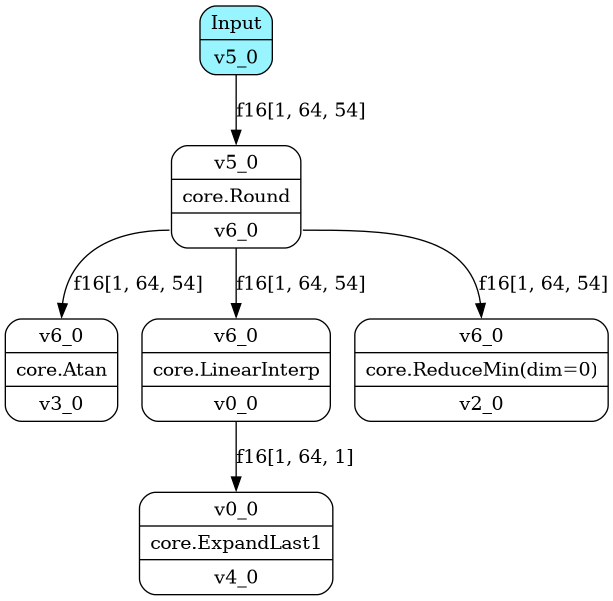 Input
v5_0
f16[1, 64, 54]
v5_0
core.Round
v6_0
f16[1, 64, 54]
f16[1, 64, 54]
f16[1, 64, 54]
v6_0
core.Atan
v3_0
v6_0
core.LinearInterp
v0_0
v6_0
core.ReduceMin(dim=0)
v2_0
f16[1, 64, 1]
v0_0
core.ExpandLast1
v4_0